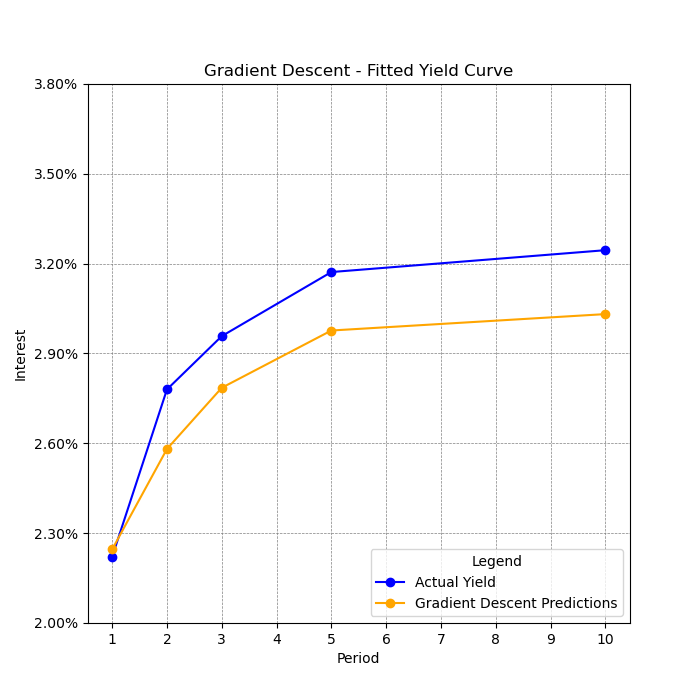 Gradient Descent - Fitted Yield Curve
3.80%
3.50%
3.20%
2.90%
2.60%
2.30%
2.00%
Interest
Legend
Actual Yield
Gradient Descent Predictions
1 2 3 4 5 6 7 8 9 10
Period